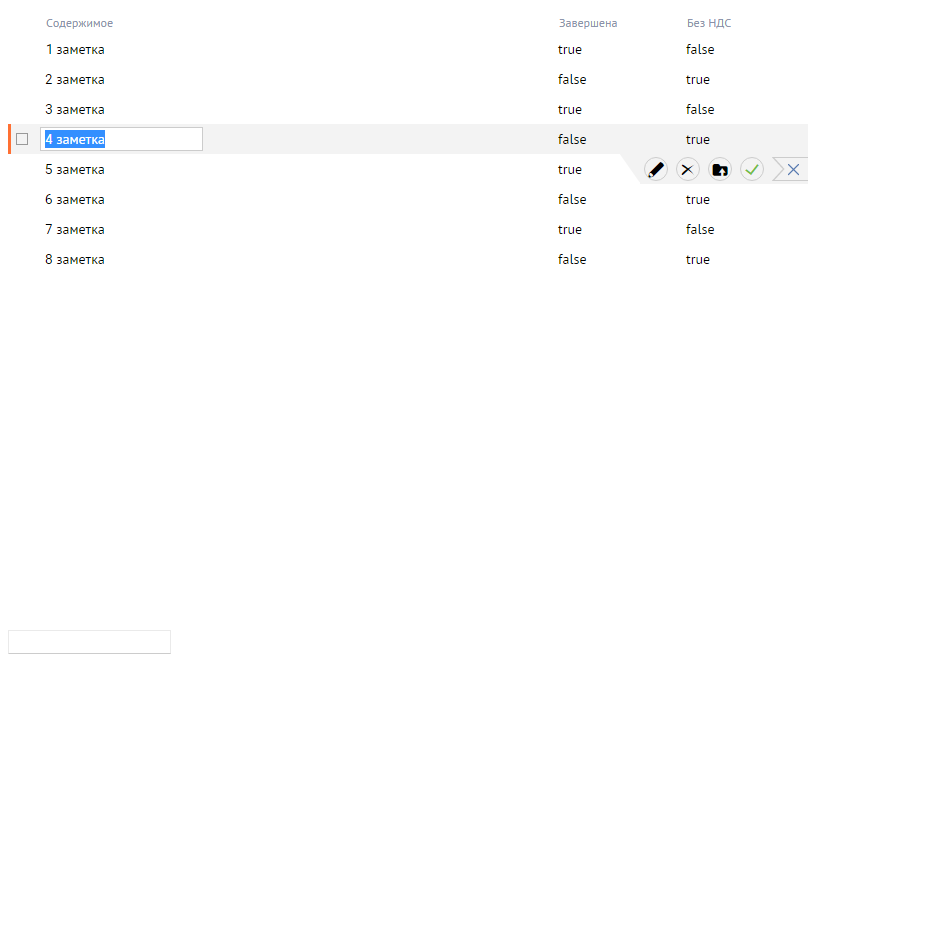 Содержимое Завершена Без НДС
1 заметка true false
2 заметка false true
3 заметка true false
4 заметка false true
5 заметка true
6 заметка false true
7 заметка true false
8 заметка false true